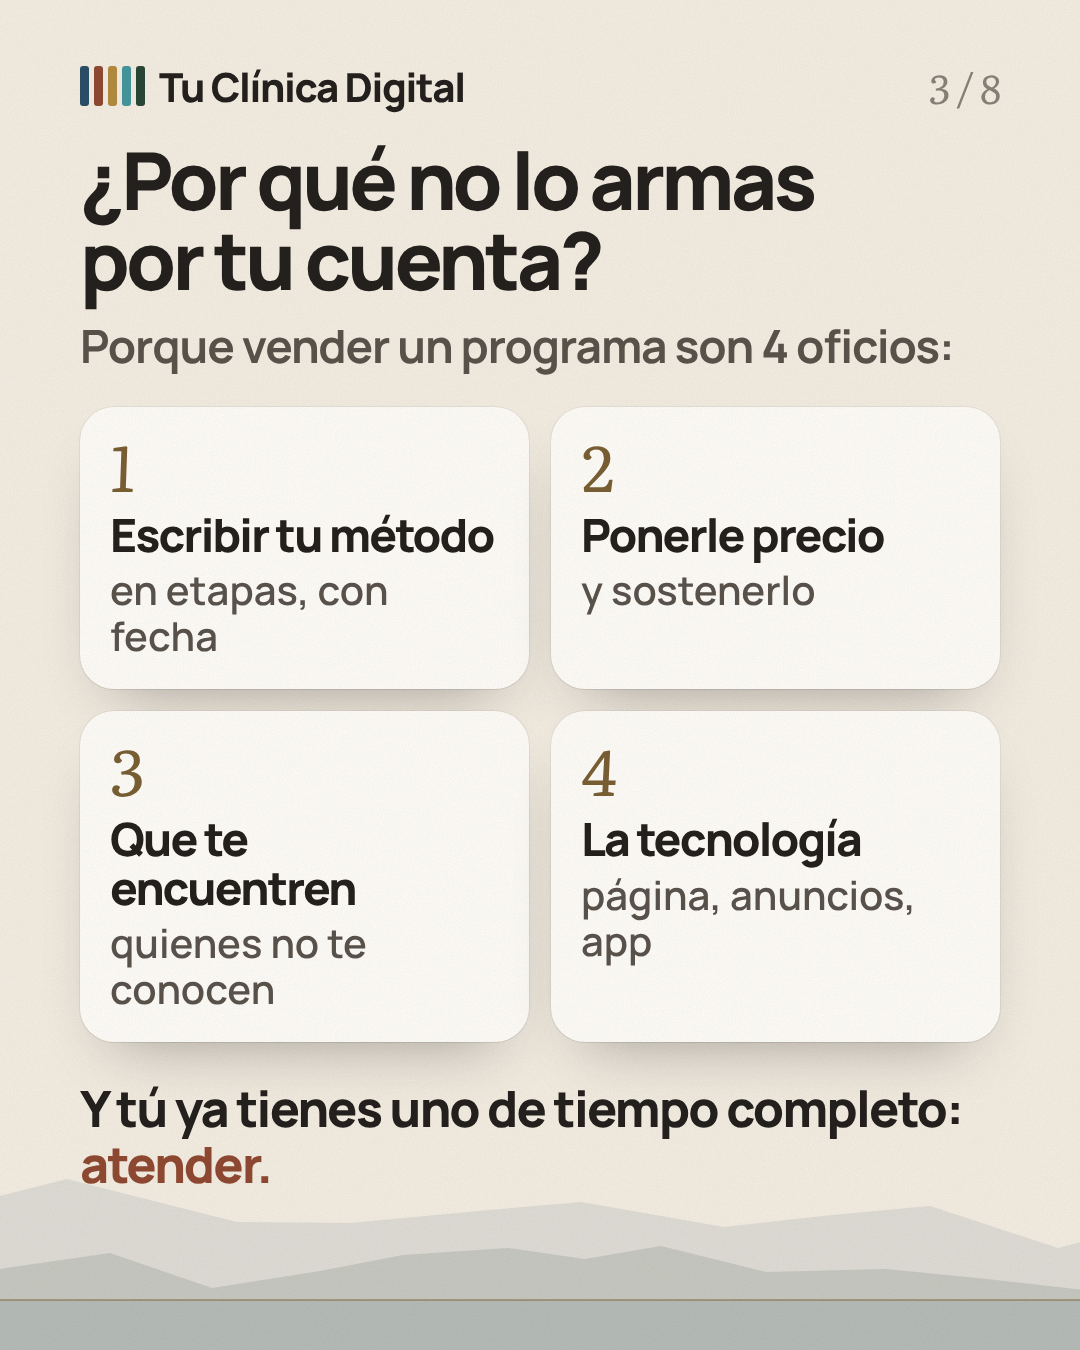 Tu Clínica Digital
3/8
¿Por qué no lo armas
por tu cuenta?
Porque vender un programa son 4 oficios:
1
Escribir tu método
en etapas, con
fecha
2
Ponerle precio
y sostenerlo
3
Que te
encuentren
quienes no te
conocen
4
La tecnología
página, anuncios,
app
Y tú ya tienes uno de tiempo completo:
atender.